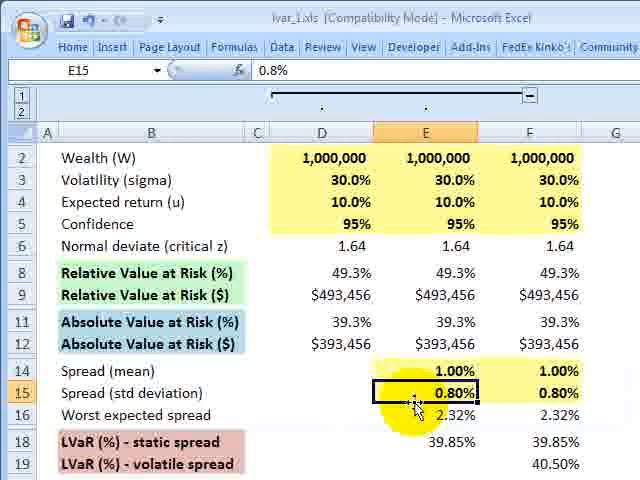 lvar_1.xls [Compatibility Mode] - Microsoft Excel
Home Insert Page Layout Formulas Data Review View Developer Add-Ins FedEx Kinko's Community
E15 fx 0.8%
1
2
A B C D E F G
2 Wealth (W) 1,000,000 1,000,000 1,000,000
3 Volatility (sigma) 30.0% 30.0% 30.0%
4 Expected return (u) 10.0% 10.0% 10.0%
5 Confidence 95% 95% 95%
6 Normal deviate (critical z) 1.64 1.64 1.64
8 Relative Value at Risk (%) 49.3% 49.3% 49.3%
9 Relative Value at Risk ($) $493,456 $493,456 $493,456
11 Absolute Value at Risk (%) 39.3% 39.3% 39.3%
12 Absolute Value at Risk ($) $393,456 $393,456 $393,456
14 Spread (mean) 1.00% 1.00%
15 Spread (std deviation) 0.80% 0.80%
16 Worst expected spread 2.32% 2.32%
18 LVaR (%) - static spread 39.85% 39.85%
19 LVaR (%) - volatile spread 40.50%